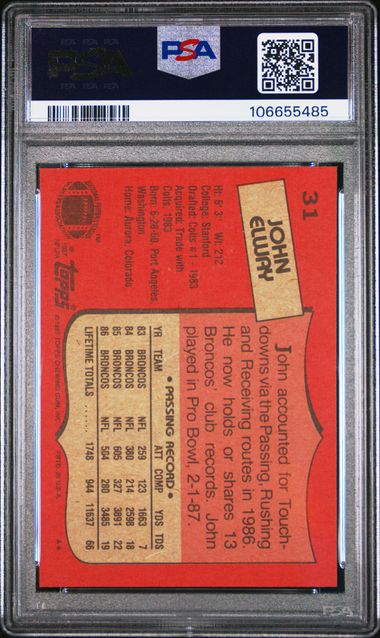 PSA
106655485
31
JOHN
ELWAY
Ht: 6' 3" Wt: 212
College: Stanford
Drafted: Colts #1 - 1983
Acquired: Trade with
Colts, 1983
Born: 6-28-60, Port Angeles,
Washington
Home: Aurora, Colorado
topps
John accounted for Touch-
downs via the Passing, Rushing
and Receiving routes in 1986.
He now holds or shares 13
Broncos' club records. John
played in Pro Bowl, 2-1-87.
• PASSING RECORD •
YR TEAM ATT COMP YDS TDS
83 BRONCOS NFL 259 123 1663 7
84 BRONCOS NFL 380 214 2598 18
85 BRONCOS NFL 605 327 3891 22
86 BRONCOS NFL 504 280 3485 19
LIFETIME TOTALS ...... 1748 944 11637 66
PSA